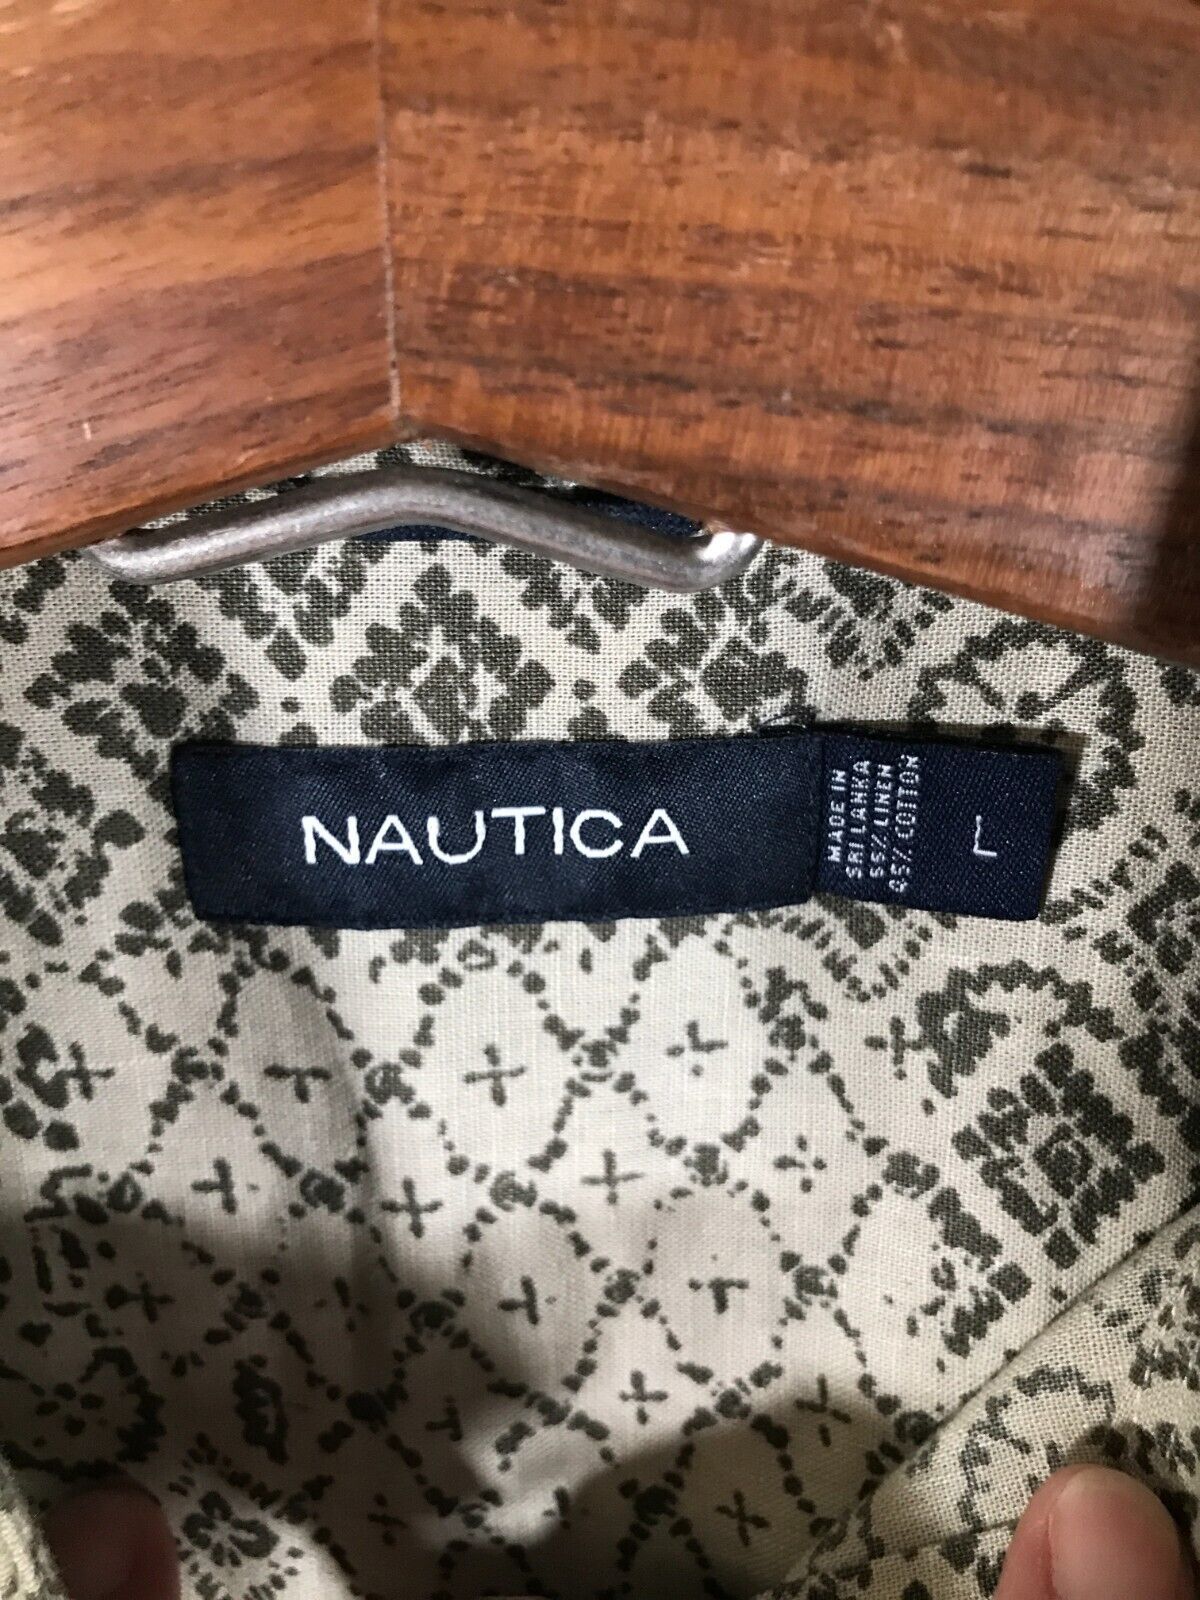 NAUTICA
MADE IN
SRI LANKA
55% LINEN
45% COTTON
L